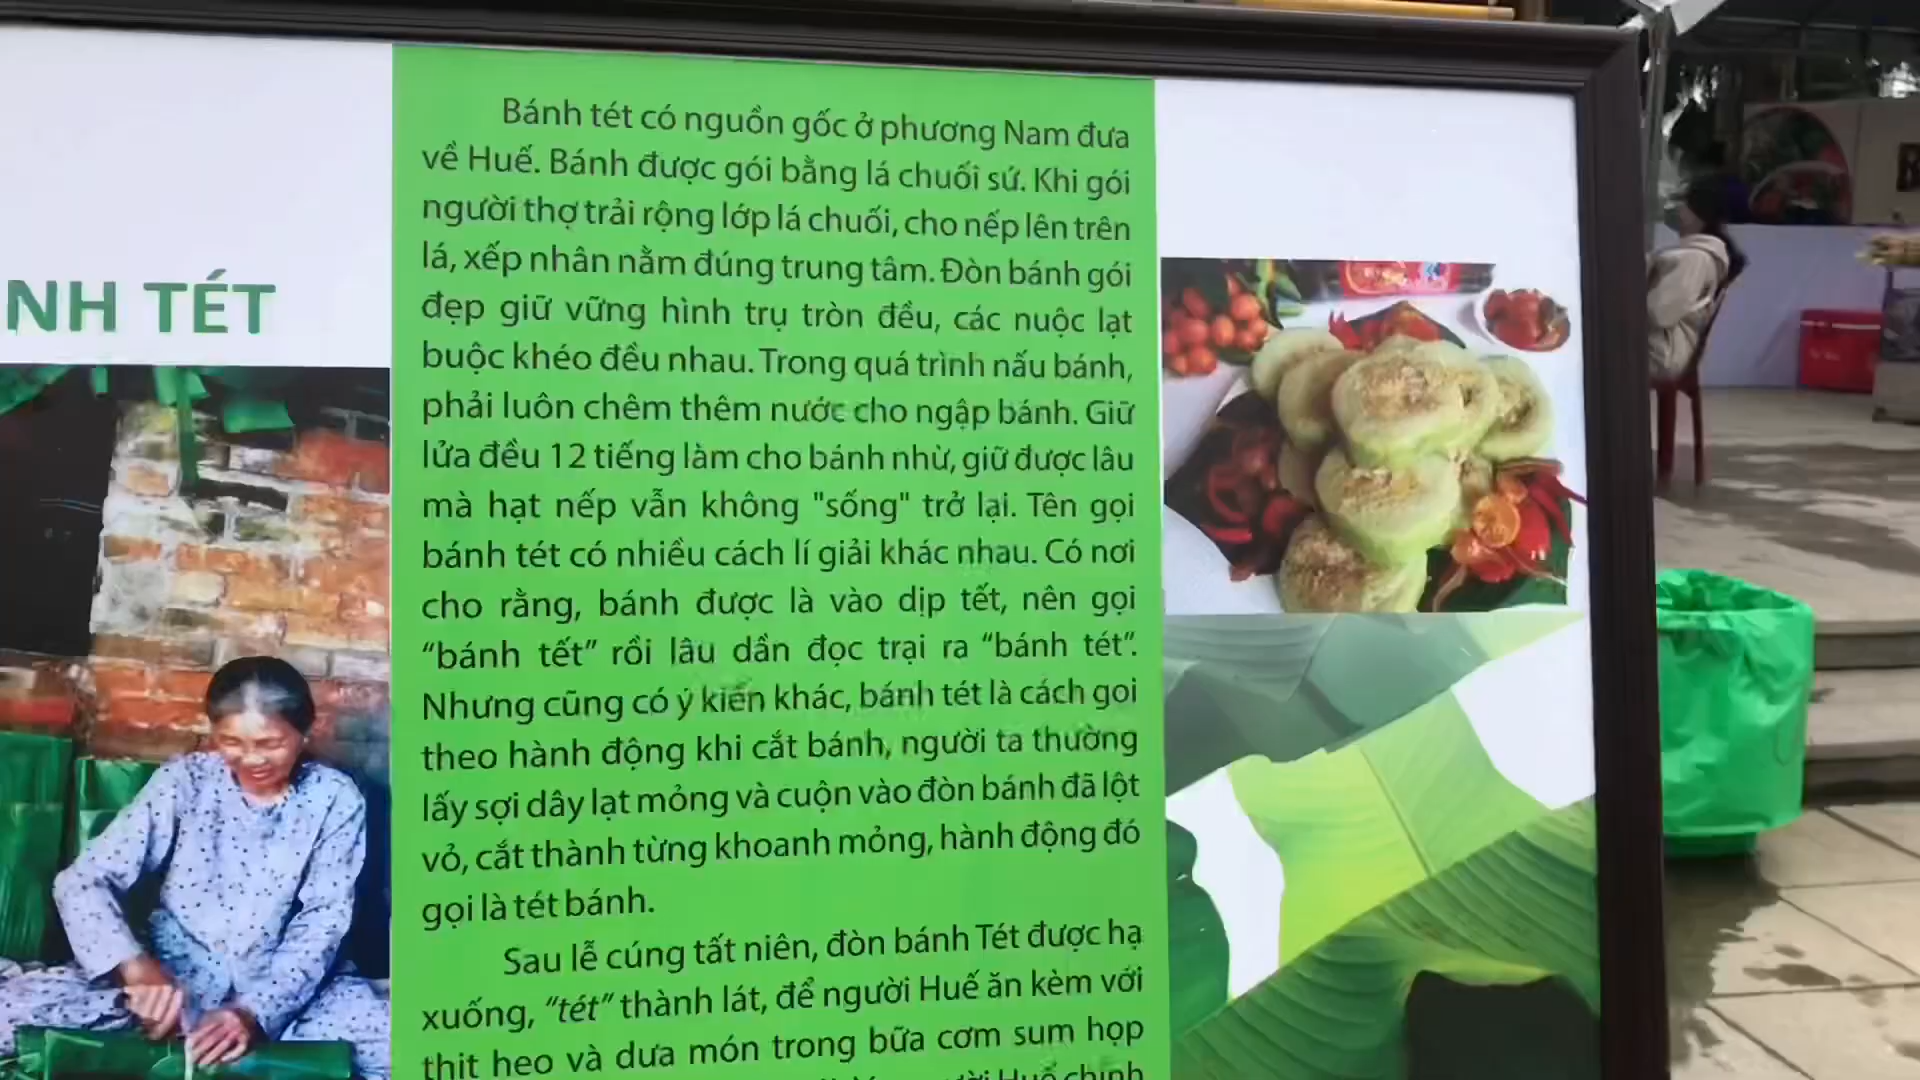 NH TÉT
Bánh tét có nguồn gốc ở phương Nam đưa
về Huế. Bánh được gói bằng lá chuối sứ. Khi gói
người thợ trải rộng lớp lá chuối, cho nếp lên trên
lá, xếp nhân nằm đúng trung tâm. Đòn bánh gói
đẹp giữ vững hình trụ tròn đều, các nuộc lạt
buộc khéo đều nhau. Trong quá trình nấu bánh,
phải luôn chêm thêm nước cho ngập bánh. Giữ
lửa đều 12 tiếng làm cho bánh nhừ, giữ được lâu
mà hạt nếp vẫn không "sống" trở lại. Tên gọi
bánh tét có nhiều cách lí giải khác nhau. Có nơi
cho rằng, bánh được là vào dịp tết, nên gọi
“bánh tết” rồi lâu dần đọc trại ra “bánh tét”.
Nhưng cũng có ý kiến khác, bánh tét là cách gọi
theo hành động khi cắt bánh, người ta thường
lấy sợi dây lạt mỏng và cuộn vào đòn bánh đã lột
vỏ, cắt thành từng khoanh mỏng, hành động đó
gọi là tét bánh.
Sau lễ cúng tất niên, đòn bánh Tét được hạ
xuống, “tét” thành lát, để người Huế ăn kèm với
thịt heo và dưa món trong bữa cơm sum họp
Huế chính